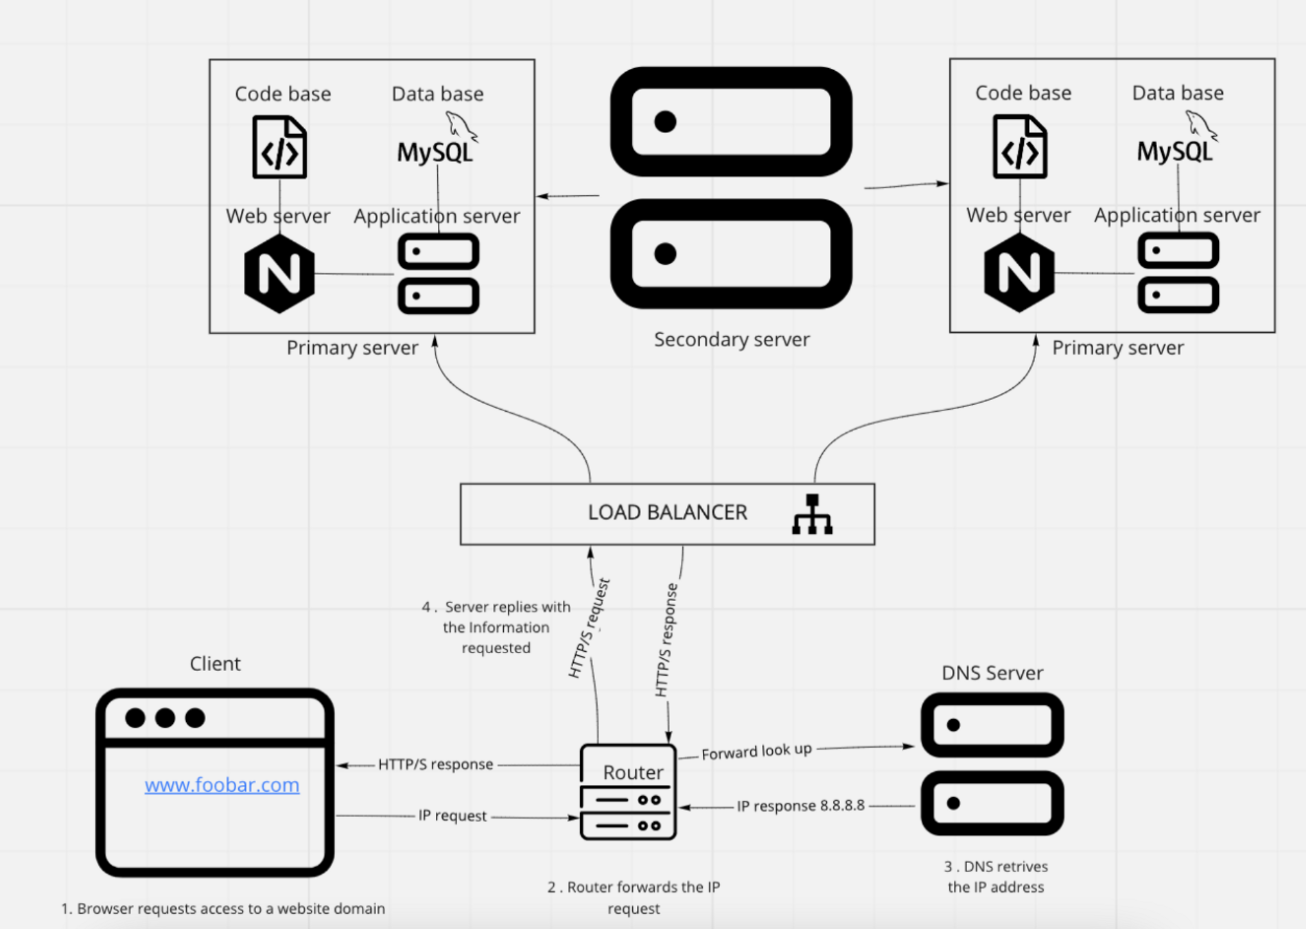 Code base
Data base
</>
MySQL
Web server
Application server
N
Primary server
Secondary server
Code base
Data base
</>
MySQL
Web server
Application server
N
Primary server
LOAD BALANCER
4 . Server replies with
the Information
requested
HTTP/S request
HTTP/S response
Client
www.foobar.com
HTTP/S response
IP request
Router
Forward look up
IP response 8.8.8.8
DNS Server
3 . DNS retrives
the IP address
2 . Router forwards the IP
request
1. Browser requests access to a website domain